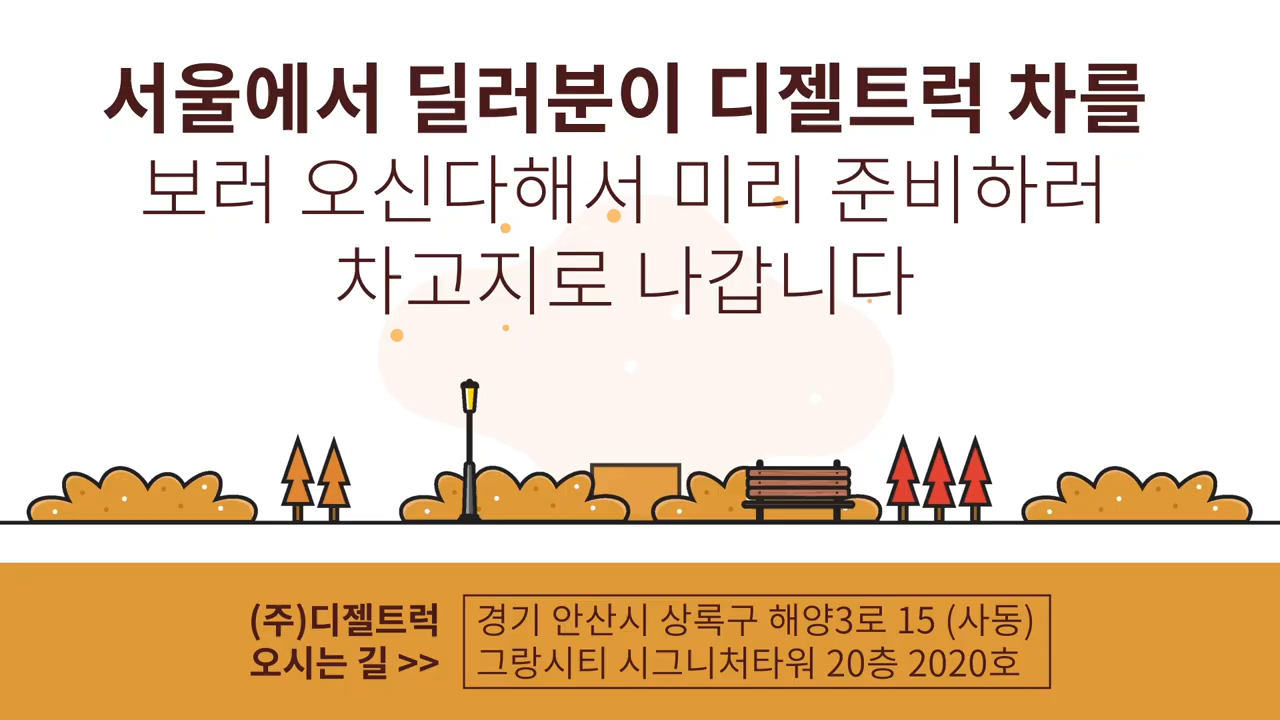 서울에서 딜러분이 디젤트럭 차를
보러 오신다해서 미리 준비하러
차고지로 나갑니다
(주)디젤트럭
오시는 길 >>
경기 안산시 상록구 해양3로 15 (사동)
그랑시티 시그니처타워 20층 2020호